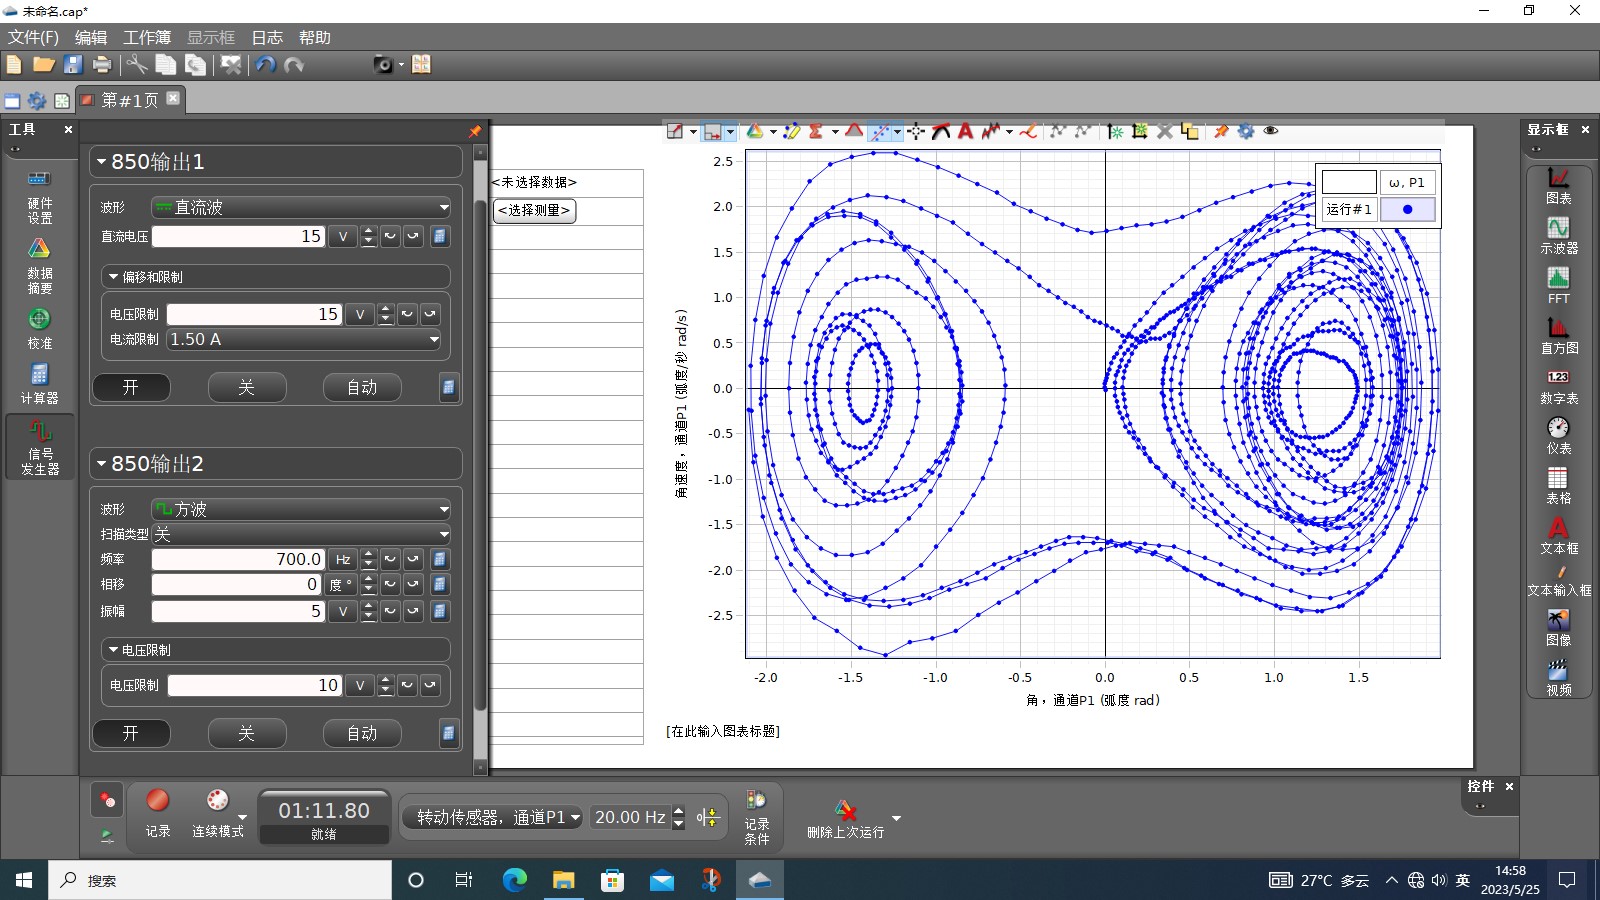 未命名.cap*
文件(F) 编辑 工作簿 显示框 日志 帮助
第#1页
工具
硬件
设置
数据
摘要
校准
计算器
信号
发生器
850输出1
波形 直流波
直流电压 15 V
偏移和限制
电压限制 15 V
电流限制 1.50 A
开 关 自动
850输出2
波形 方波
扫描类型 关
频率 700.0 Hz
相移 0 度 °
振幅 5 V
电压限制
电压限制 10 V
开 关 自动
<未选择数据>
<选择测量>
ω, P1
运行#1
2.5
2.0
1.5
1.0
0.5
0.0
-0.5
-1.0
-1.5
-2.0
-2.5
角速度，通道P1 (弧度/秒 rad/s)
-2.0 -1.5 -1.0 -0.5 0.0 0.5 1.0 1.5
角，通道P1 (弧度 rad)
[在此输入图表标题]
显示框
图表
示波器
FFT
直方图
1.23
数字表
仪表
表格
A
文本框
文本输入框
图像
视频
控件
记录
连续模式
01:11.80
就绪
转动传感器，通道P1
20.00 Hz
记录
条件
删除上次运行
搜索
27°C 多云
英
14:58
2023/5/25